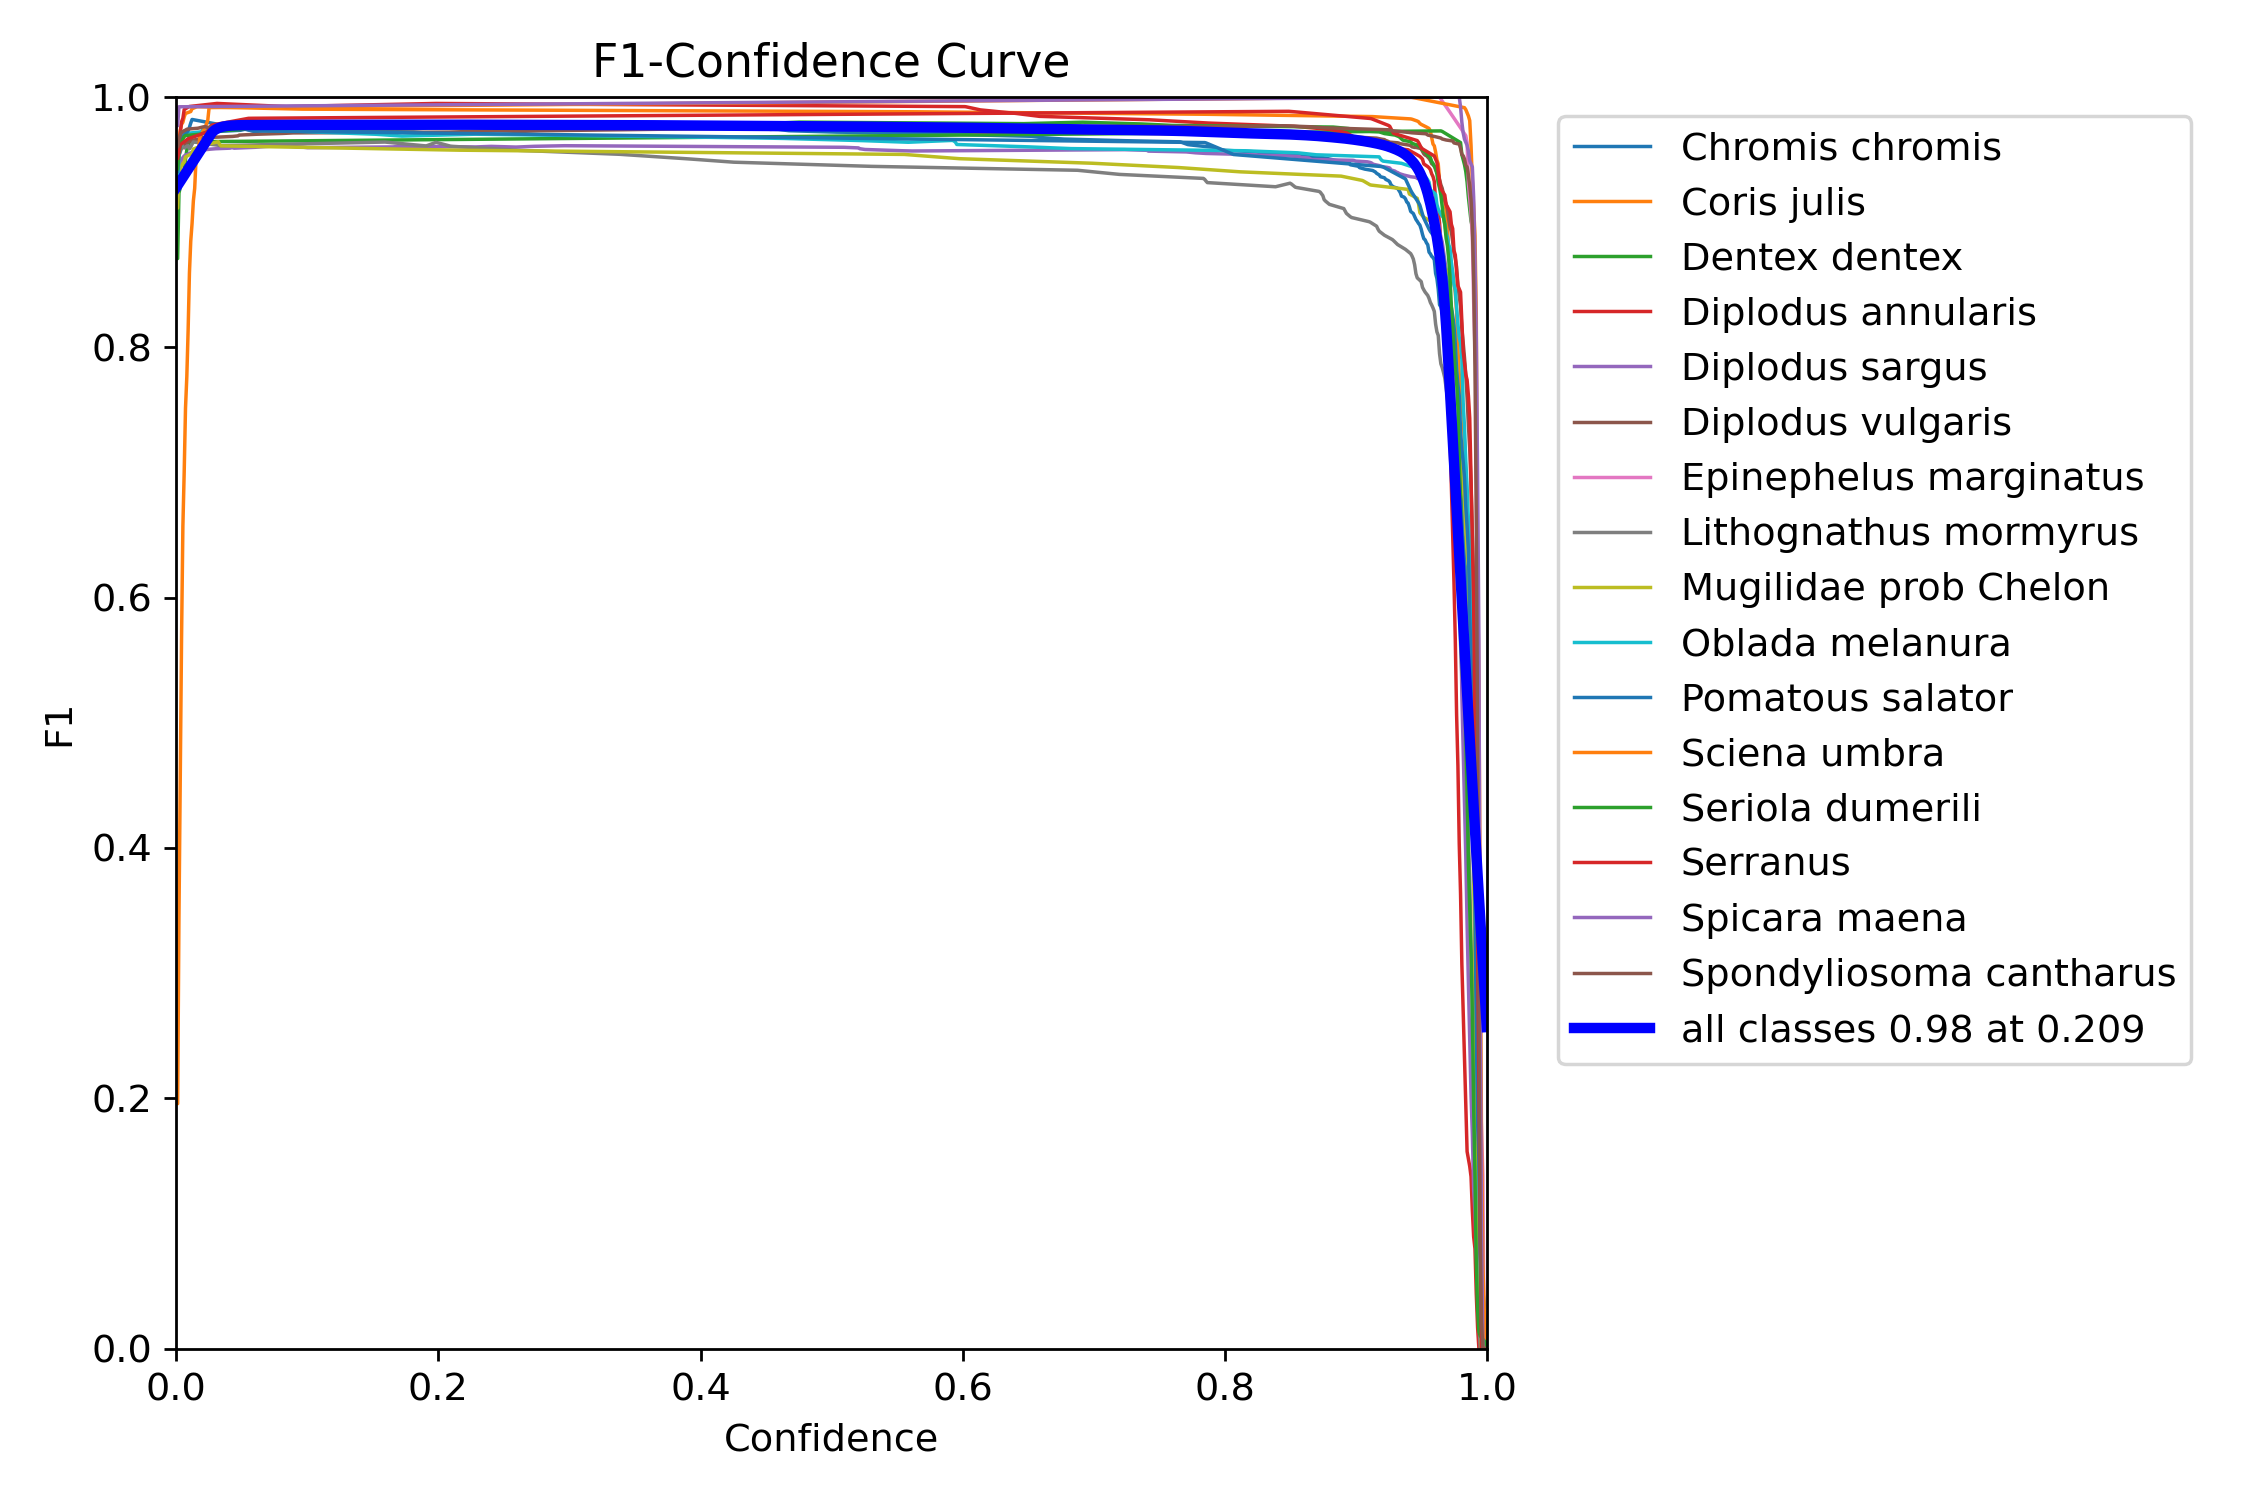 F1-Confidence Curve
1.0
0.8
0.6
0.4
0.2
0.0
F1
0.0 0.2 0.4 0.6 0.8 1.0
Confidence
Chromis chromis
Coris julis
Dentex dentex
Diplodus annularis
Diplodus sargus
Diplodus vulgaris
Epinephelus marginatus
Lithognathus mormyrus
Mugilidae prob Chelon
Oblada melanura
Pomatous salator
Sciena umbra
Seriola dumerili
Serranus
Spicara maena
Spondyliosoma cantharus
all classes 0.98 at 0.209